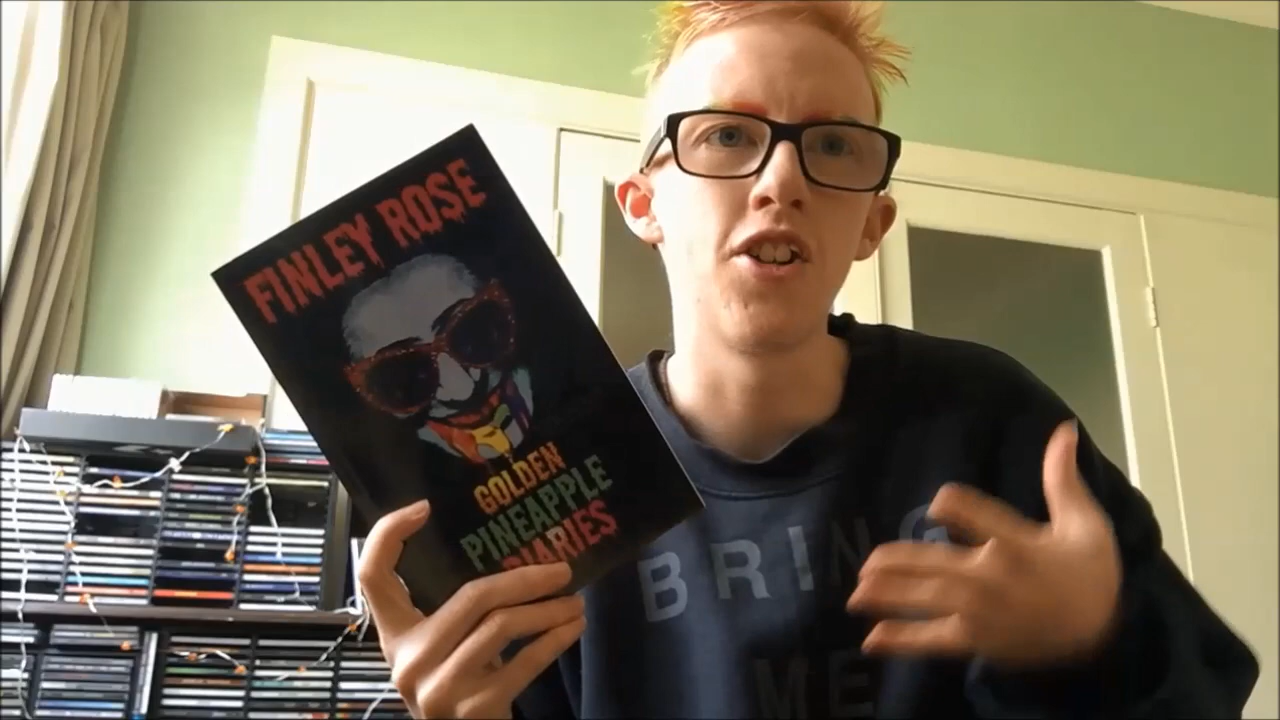 FINLEY ROSE
GOLDEN
PINEAPPLE
DIARIES
BRING
ME